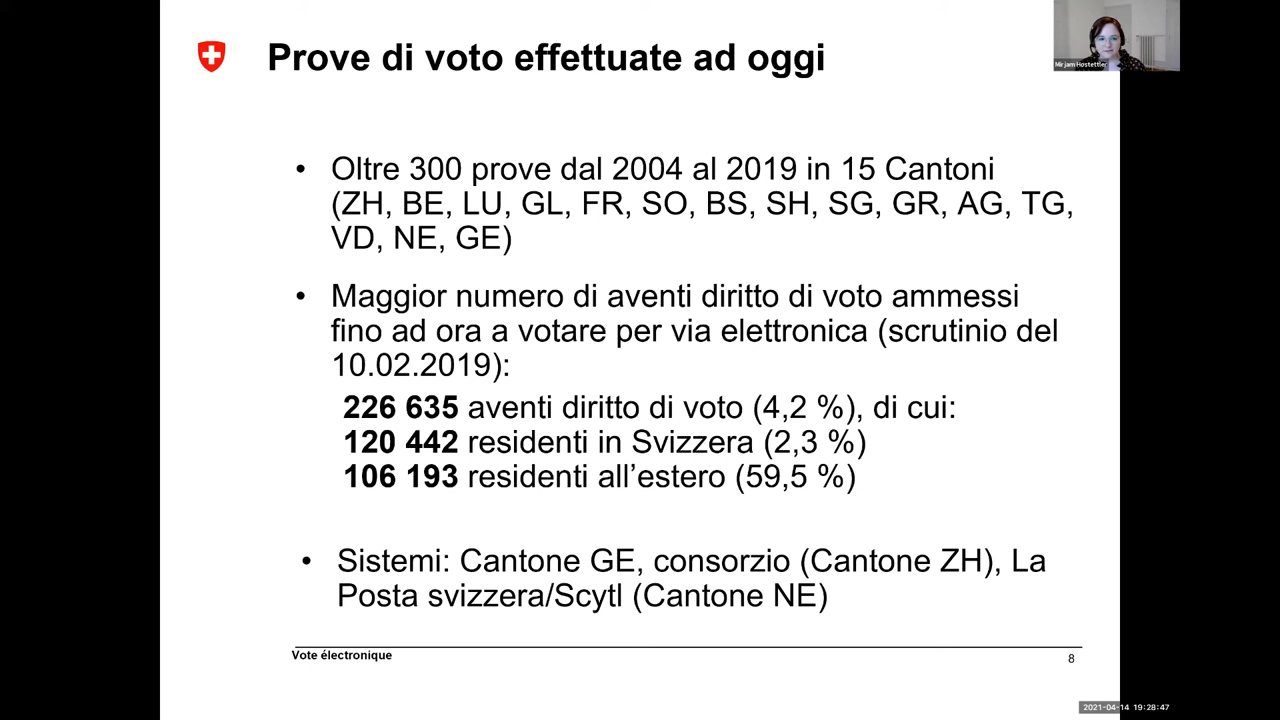 Prove di voto effettuate ad oggi
Mirjam Hostettler
• Oltre 300 prove dal 2004 al 2019 in 15 Cantoni
(ZH, BE, LU, GL, FR, SO, BS, SH, SG, GR, AG, TG,
VD, NE, GE)
• Maggior numero di aventi diritto di voto ammessi
fino ad ora a votare per via elettronica (scrutinio del
10.02.2019):
226 635 aventi diritto di voto (4,2 %), di cui:
120 442 residenti in Svizzera (2,3 %)
106 193 residenti all’estero (59,5 %)
• Sistemi: Cantone GE, consorzio (Cantone ZH), La
Posta svizzera/Scytl (Cantone NE)
Vote électronique
8
2021-04-14 19:28:47